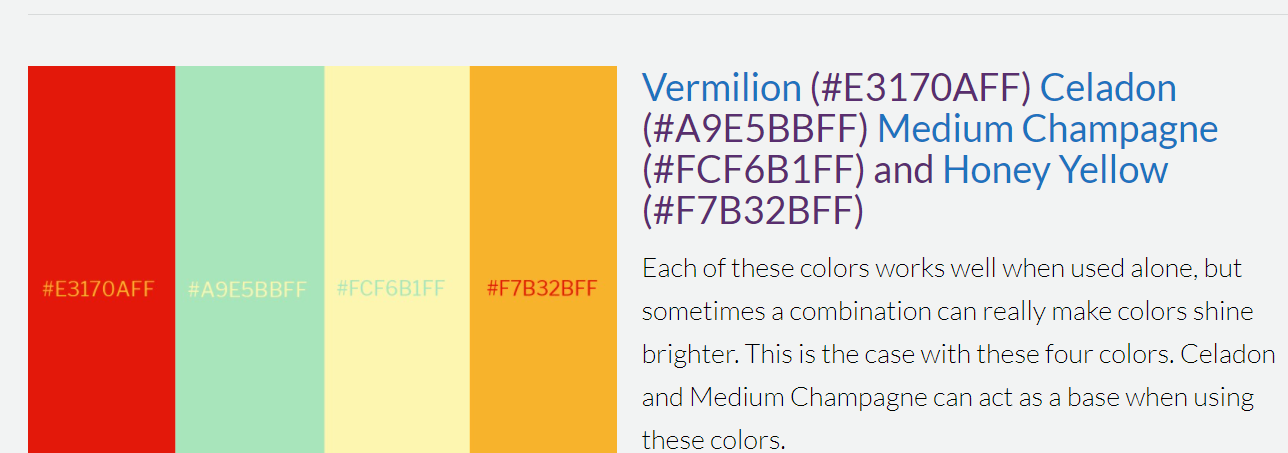 #E3170AFF #A9E5BBFF #FCF6B1FF #F7B32BFF
Vermilion (#E3170AFF) Celadon
(#A9E5BBFF) Medium Champagne
(#FCF6B1FF) and Honey Yellow
(#F7B32BFF)
Each of these colors works well when used alone, but
sometimes a combination can really make colors shine
brighter. This is the case with these four colors. Celadon
and Medium Champagne can act as a base when using
these colors.